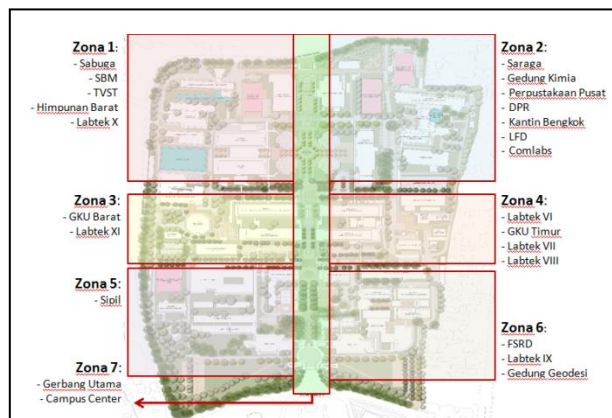 Zona 1:
- Sabuga
- SBM
- TVST
- Himpunan Barat
- Labtek X
Zona 2:
- Saraga
- Gedung Kimia
- Perpustakaan Pusat
- DPR
- Kantin Bengkok
- LFD
- Comlabs
Zona 3:
- GKU Barat
- Labtek XI
Zona 4:
- Labtek VI
- GKU Timur
- Labtek VII
- Labtek VIII
Zona 5:
- Sipil
Zona 6:
- FSRD
- Labtek IX
- Gedung Geodesi
Zona 7:
- Gerbang Utama
- Campus Center